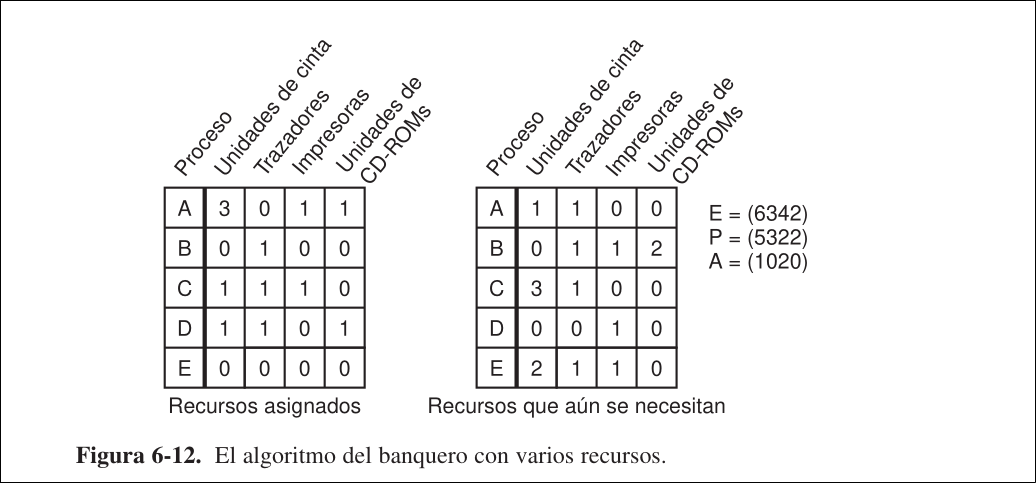 Proceso Unidades de cinta Trazadores Impresoras Unidades de CD-ROMs
A 3 0 1 1
B 0 1 0 0
C 1 1 1 0
D 1 1 0 1
E 0 0 0 0
Recursos asignados
Proceso Unidades de cinta Trazadores Impresoras Unidades de CD-ROMs
A 1 1 0 0
B 0 1 1 2
C 3 1 0 0
D 0 0 1 0
E 2 1 1 0
Recursos que aún se necesitan
E = (6342)
P = (5322)
A = (1020)
Figura 6-12. El algoritmo del banquero con varios recursos.